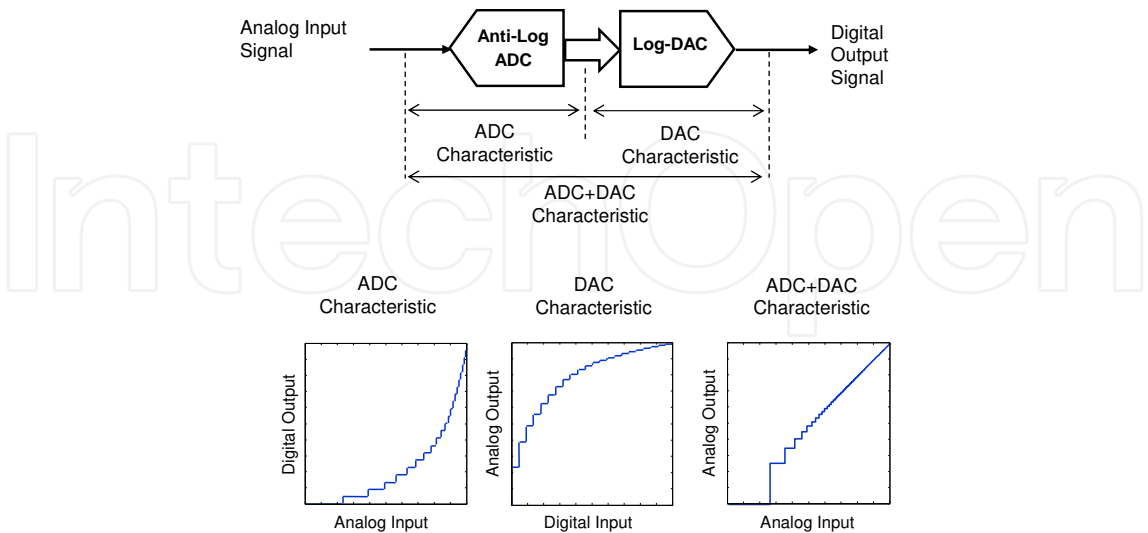 Analog Input
Signal
Anti-Log
ADC
Log-DAC
Digital
Output
Signal
ADC
Characteristic
DAC
Characteristic
ADC+DAC
Characteristic
IntechOpen
ADC
Characteristic
DAC
Characteristic
ADC+DAC
Characteristic
Digital Output
Analog Input
Analog Output
Digital Input
Analog Output
Analog Input